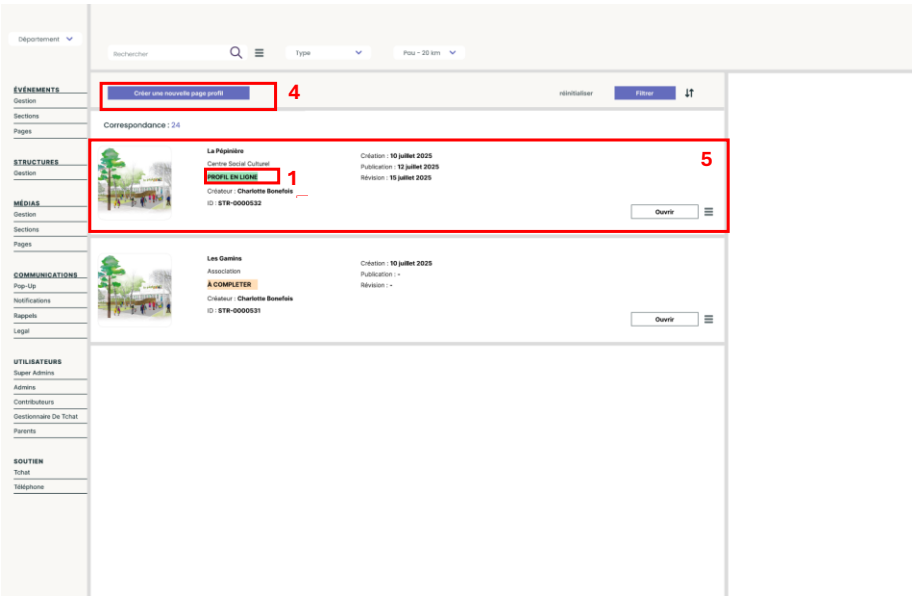 Département
Rechercher
Type
Pau - 20 km
ÉVÉNEMENTS
Gestion
Sections
Pages
STRUCTURES
Gestion
MÉDIAS
Gestion
Sections
Pages
COMMUNICATIONS
Pop-Up
Notifications
Rappels
Legal
UTILISATEURS
Super Admins
Admins
Contributeurs
Gestionnaire De Tchat
Parents
SOUTIEN
Tchat
Téléphone
Créer une nouvelle page profil
4
réinitialiser
Filtrer
Correspondance : 24
La Pépinière
Centre Social Culturel
PROFIL EN LIGNE
1
Créateur : Charlotte Bonefois
ID : STR-0000532
Création : 10 juillet 2025
Publication : 12 juillet 2025
Révision : 15 juillet 2025
5
Ouvrir
Les Gamins
Association
À COMPLETER
Créateur : Charlotte Bonefois
ID : STR-0000531
Création : 10 juillet 2025
Publication : -
Révision : -
Ouvrir